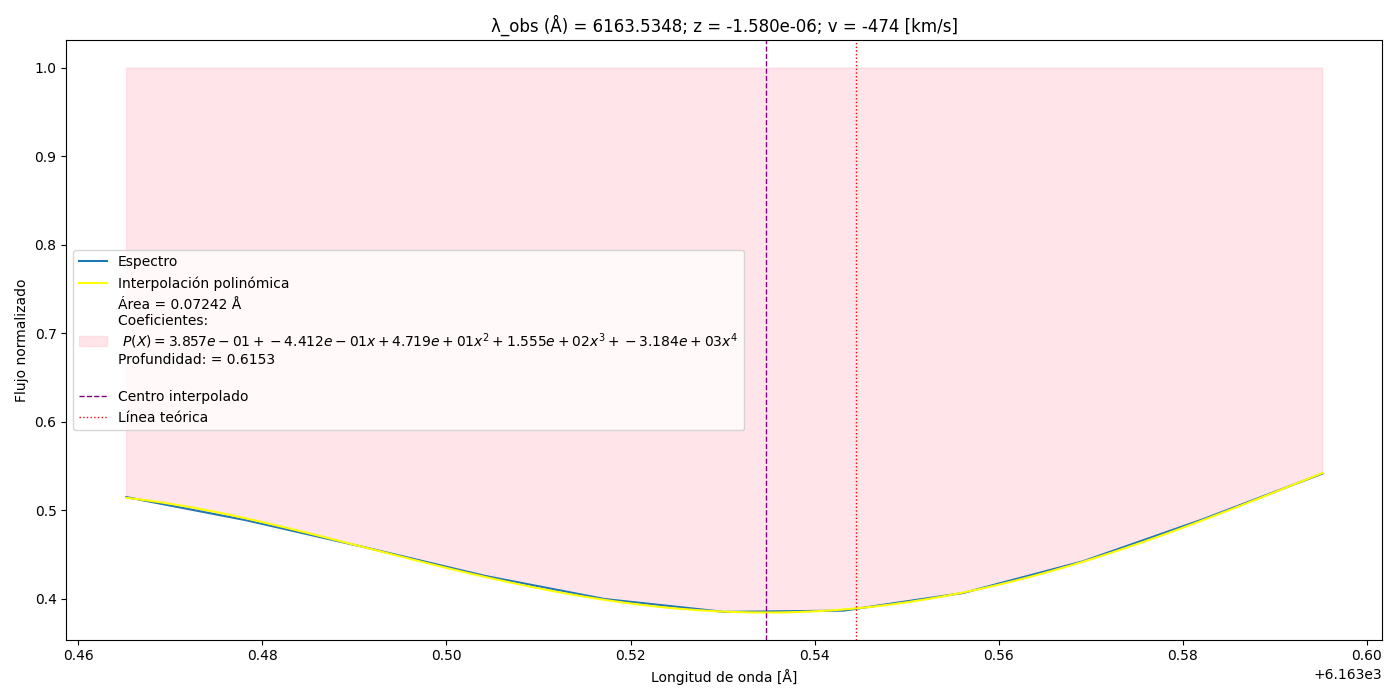 λ_obs (Å) = 6163.5348; z = -1.580e-06; v = -474 [km/s]
Flujo normalizado
1.0
0.9
0.8
0.7
0.6
0.5
0.4
Espectro
Interpolación polinómica
Área = 0.07242 Å
Coeficientes:
P(X) = 3.857e − 01 + −4.412e − 01x + 4.719e + 01x² + 1.555e + 02x³ + −3.184e + 03x⁴
Profundidad: = 0.6153
Centro interpolado
Línea teórica
0.46 0.48 0.50 0.52 0.54 0.56 0.58 0.60
+6.163e3
Longitud de onda [Å]